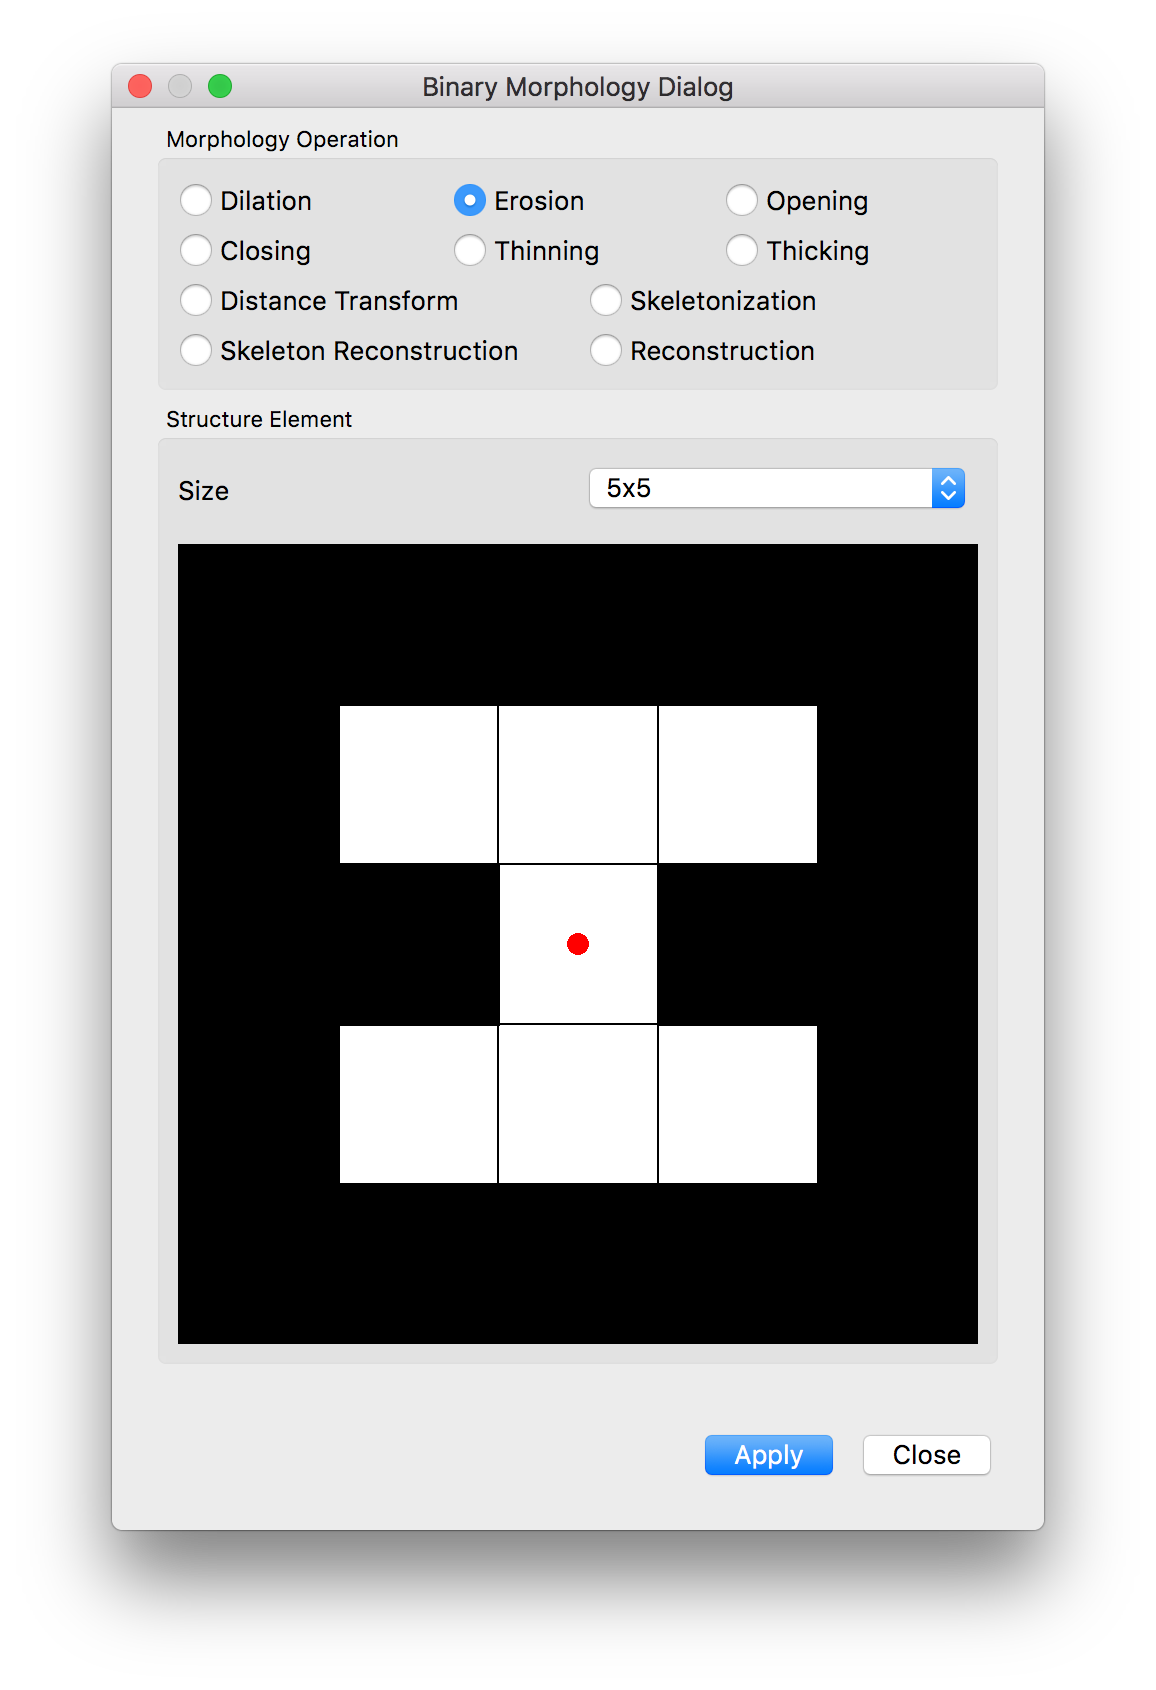 Binary Morphology Dialog
Morphology Operation
Dilation Erosion Opening
Closing Thinning Thicking
Distance Transform Skeletonization
Skeleton Reconstruction Reconstruction
Structure Element
Size 5x5
Apply Close